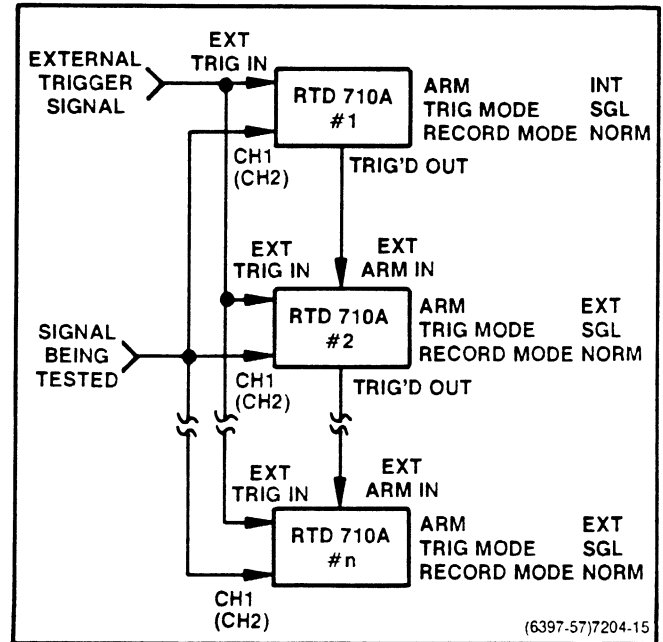 EXTERNAL
TRIGGER
SIGNAL
EXT
TRIG IN
RTD 710A
#1
ARM INT
TRIG MODE SGL
RECORD MODE NORM
CH1
(CH2)
TRIG'D OUT
EXT
TRIG IN
EXT
ARM IN
RTD 710A
#2
ARM EXT
TRIG MODE SGL
RECORD MODE NORM
SIGNAL
BEING
TESTED
CH1
(CH2)
TRIG'D OUT
EXT
TRIG IN
EXT
ARM IN
RTD 710A
#n
ARM EXT
TRIG MODE SGL
RECORD MODE NORM
CH1
(CH2)
(6397-57)7204-15